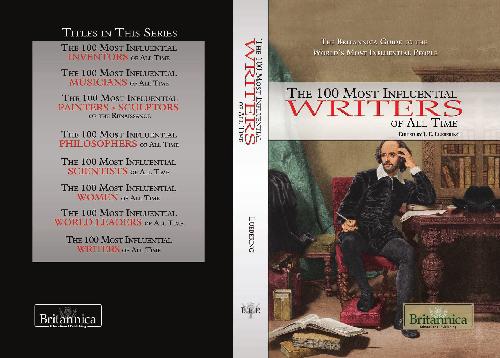 TITLES IN THIS SERIES
THE 100 MOST INFLUENTIAL
INVENTORS OF ALL TIME
THE 100 MOST INFLUENTIAL
MUSICIANS OF ALL TIME
THE 100 MOST INFLUENTIAL
PAINTERS & SCULPTORS
OF THE RENAISSANCE
THE 100 MOST INFLUENTIAL
PHILOSOPHERS OF ALL TIME
THE 100 MOST INFLUENTIAL
SCIENTISTS OF ALL TIME
THE 100 MOST INFLUENTIAL
WOMEN OF ALL TIME
THE 100 MOST INFLUENTIAL
WORLD LEADERS OF ALL TIME
THE 100 MOST INFLUENTIAL
WRITERS OF ALL TIME
Britannica
Educational Publishing
THE 100 MOST INFLUENTIAL
WRITERS
OF ALL TIME
B.E.P.
THE BRITANNICA GUIDE TO THE
WORLD'S MOST INFLUENTIAL PEOPLE
THE 100 MOST INFLUENTIAL
WRITERS
OF ALL TIME
EDITED BY J. E.
Britannica
Educational Publishing